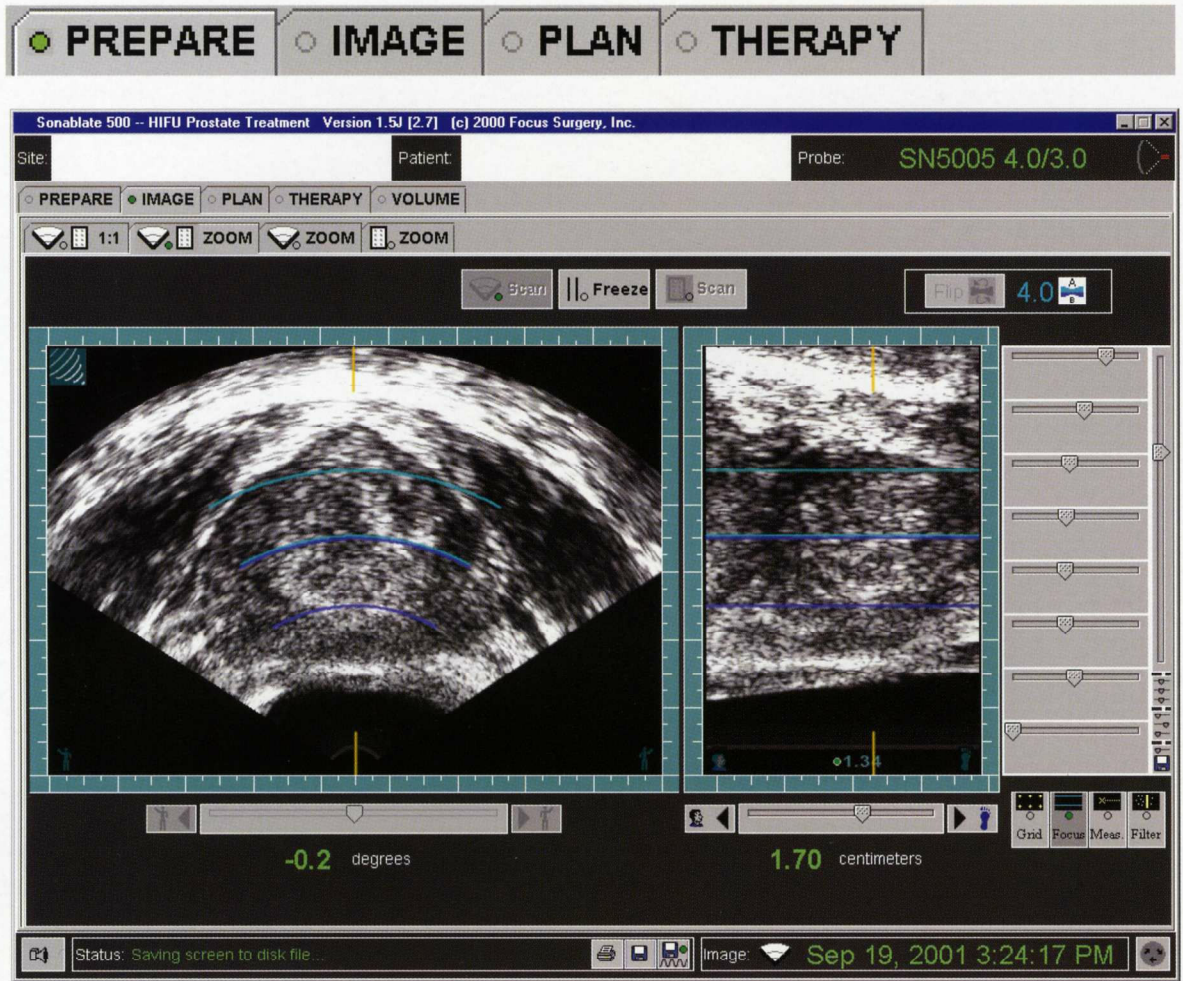 PREPARE IMAGE PLAN THERAPY
Sonablate 500 -- HIFU Prostate Treatment Version 1.5J [2.7] (c) 2000 Focus Surgery, Inc.
Site: Patient: Probe: SN5005 4.0/3.0
PREPARE IMAGE PLAN THERAPY VOLUME
1:1 ZOOM ZOOM ZOOM
Scan Freeze Scan Flip 4.0 A B
1.34
Grid Focus Meas. Filter
-0.2 degrees 1.70 centimeters
Status: Saving screen to disk file... Image: Sep 19, 2001 3:24:17 PM